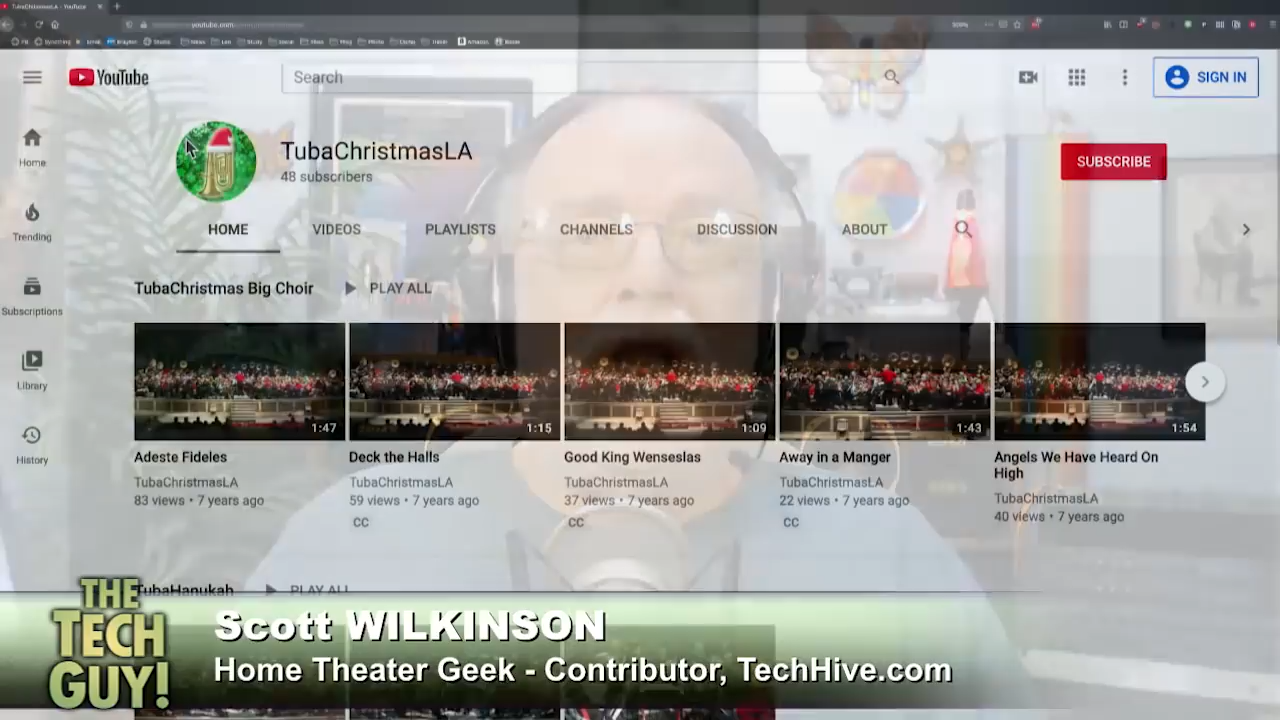 TubaChristmasLA - YouTube
youtube.com
YouTube
Search
SIGN IN
Home
Trending
Subscriptions
Library
History
TubaChristmasLA
48 subscribers
SUBSCRIBE
HOME VIDEOS PLAYLISTS CHANNELS DISCUSSION ABOUT
TubaChristmas Big Choir PLAY ALL
1:47 1:15 1:09 1:43 1:54
Adeste Fideles
TubaChristmasLA
83 views • 7 years ago
Deck the Halls
TubaChristmasLA
59 views • 7 years ago
CC
Good King Wenseslas
TubaChristmasLA
37 views • 7 years ago
CC
Away in a Manger
TubaChristmasLA
22 views • 7 years ago
CC
Angels We Have Heard On
High
TubaChristmasLA
40 views • 7 years ago
TubaHanukah PLAY ALL
THE
TECH
GUY!
Scott WILKINSON
Home Theater Geek - Contributor, TechHive.com